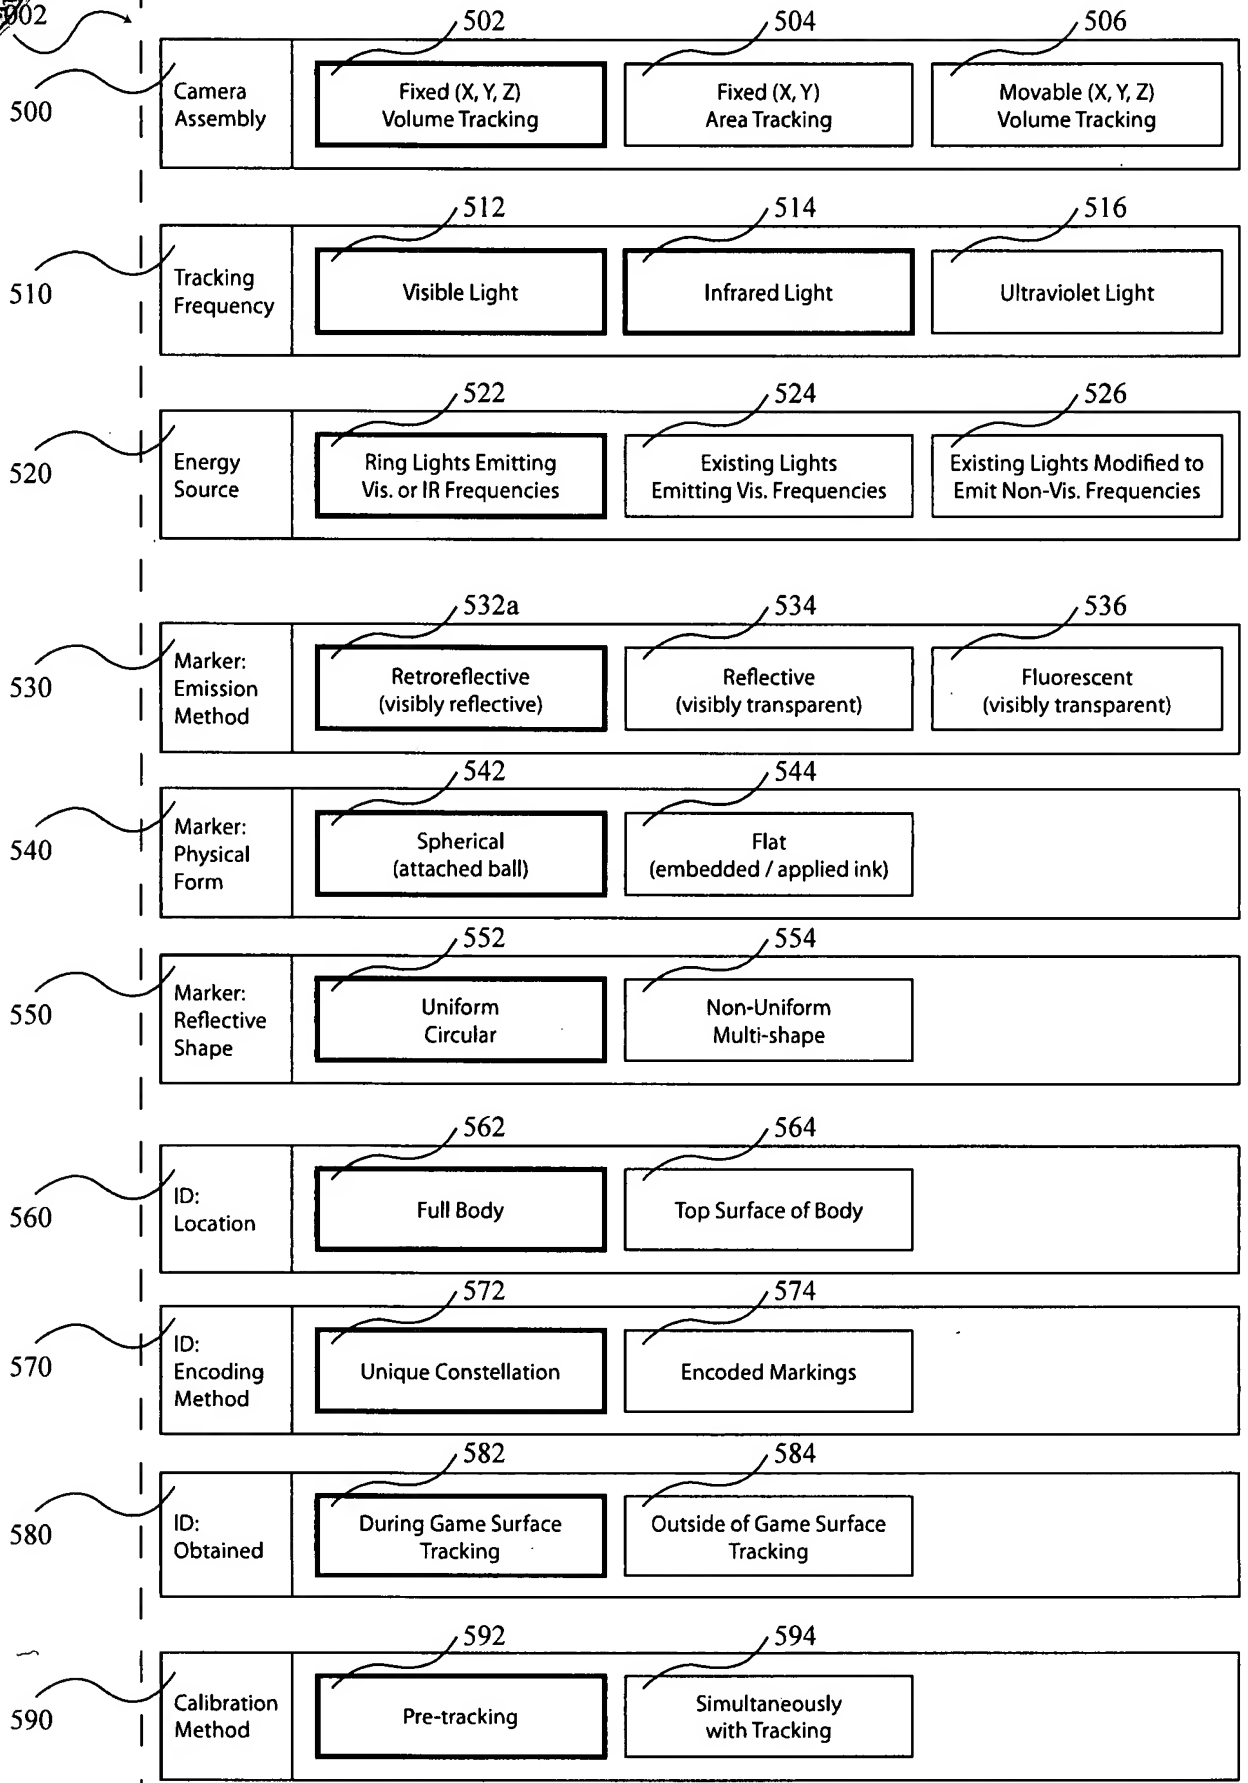 002
502 504 506
500
Camera
Assembly
Fixed (X, Y, Z)
Volume Tracking
Fixed (X, Y)
Area Tracking
Movable (X, Y, Z)
Volume Tracking
512 514 516
510
Tracking
Frequency
Visible Light
Infrared Light
Ultraviolet Light
522 524 526
520
Energy
Source
Ring Lights Emitting
Vis. or IR Frequencies
Existing Lights
Emitting Vis. Frequencies
Existing Lights Modified to
Emit Non-Vis. Frequencies
532a 534 536
530
Marker:
Emission
Method
Retroreflective
(visibly reflective)
Reflective
(visibly transparent)
Fluorescent
(visibly transparent)
542 544
540
Marker:
Physical
Form
Spherical
(attached ball)
Flat
(embedded / applied ink)
552 554
550
Marker:
Reflective
Shape
Uniform
Circular
Non-Uniform
Multi-shape
562 564
560
ID:
Location
Full Body
Top Surface of Body
572 574
570
ID:
Encoding
Method
Unique Constellation
Encoded Markings
582 584
580
ID:
Obtained
During Game Surface
Tracking
Outside of Game Surface
Tracking
592 594
590
Calibration
Method
Pre-tracking
Simultaneously
with Tracking